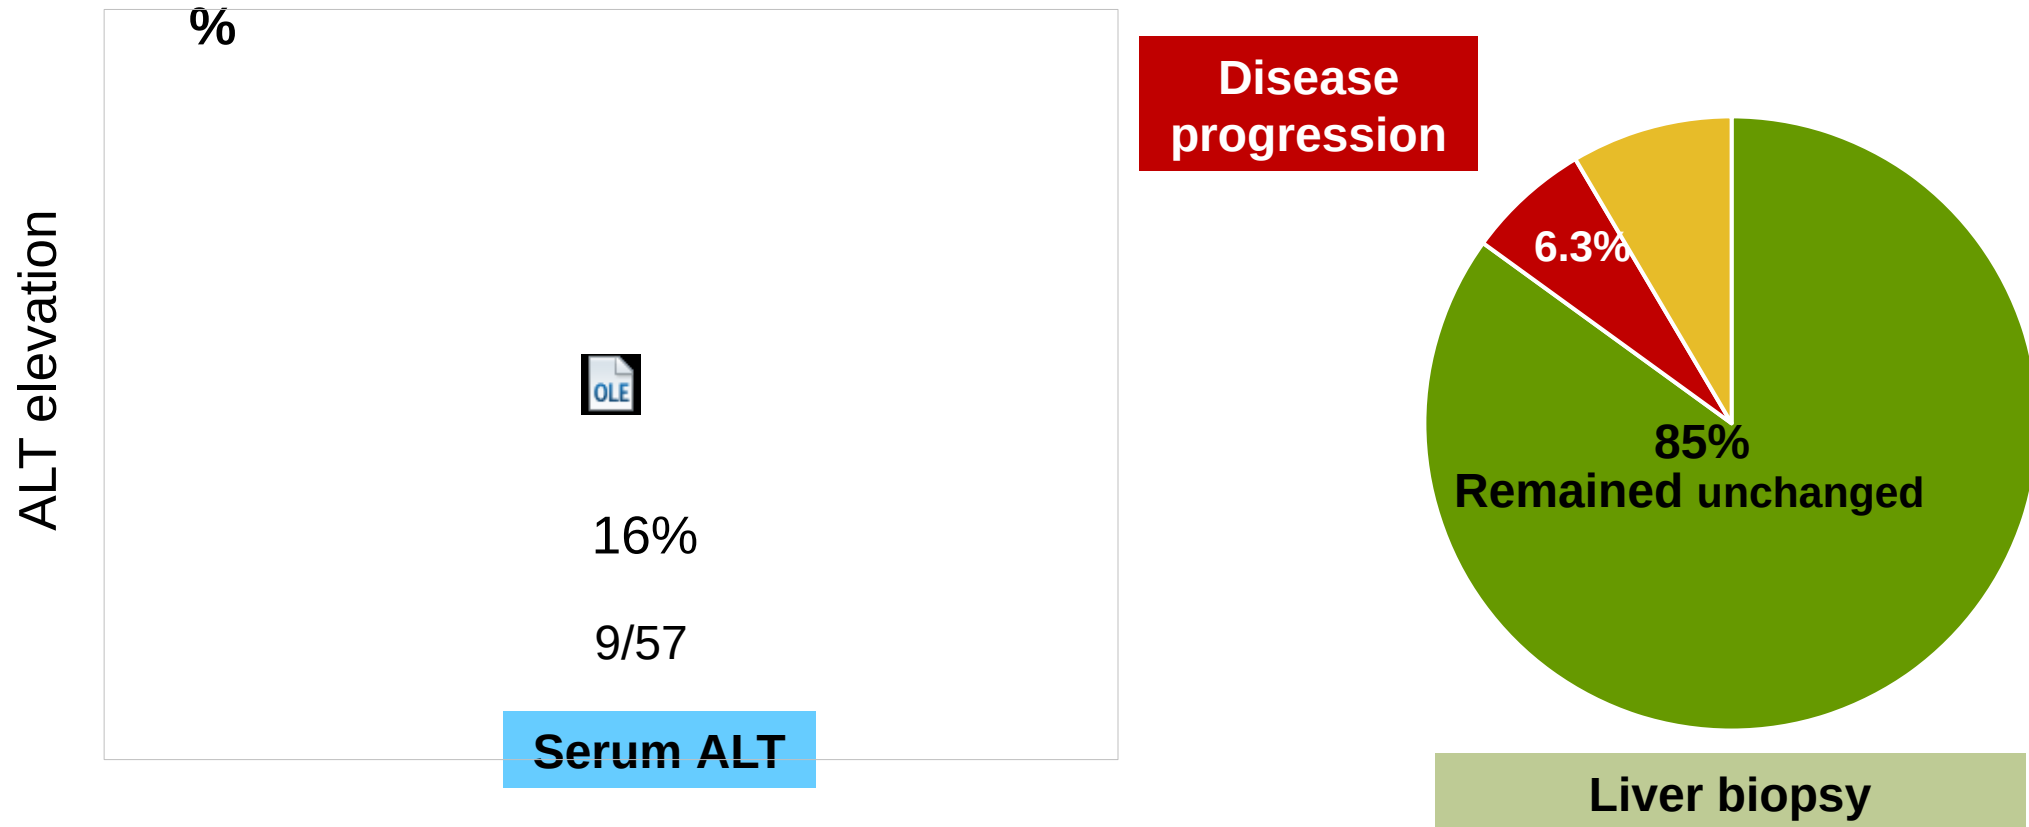 %
ALT elevation
OLE
16%
9/57
Serum ALT
Disease
progression
6.3%
85%
Remained unchanged
Liver biopsy